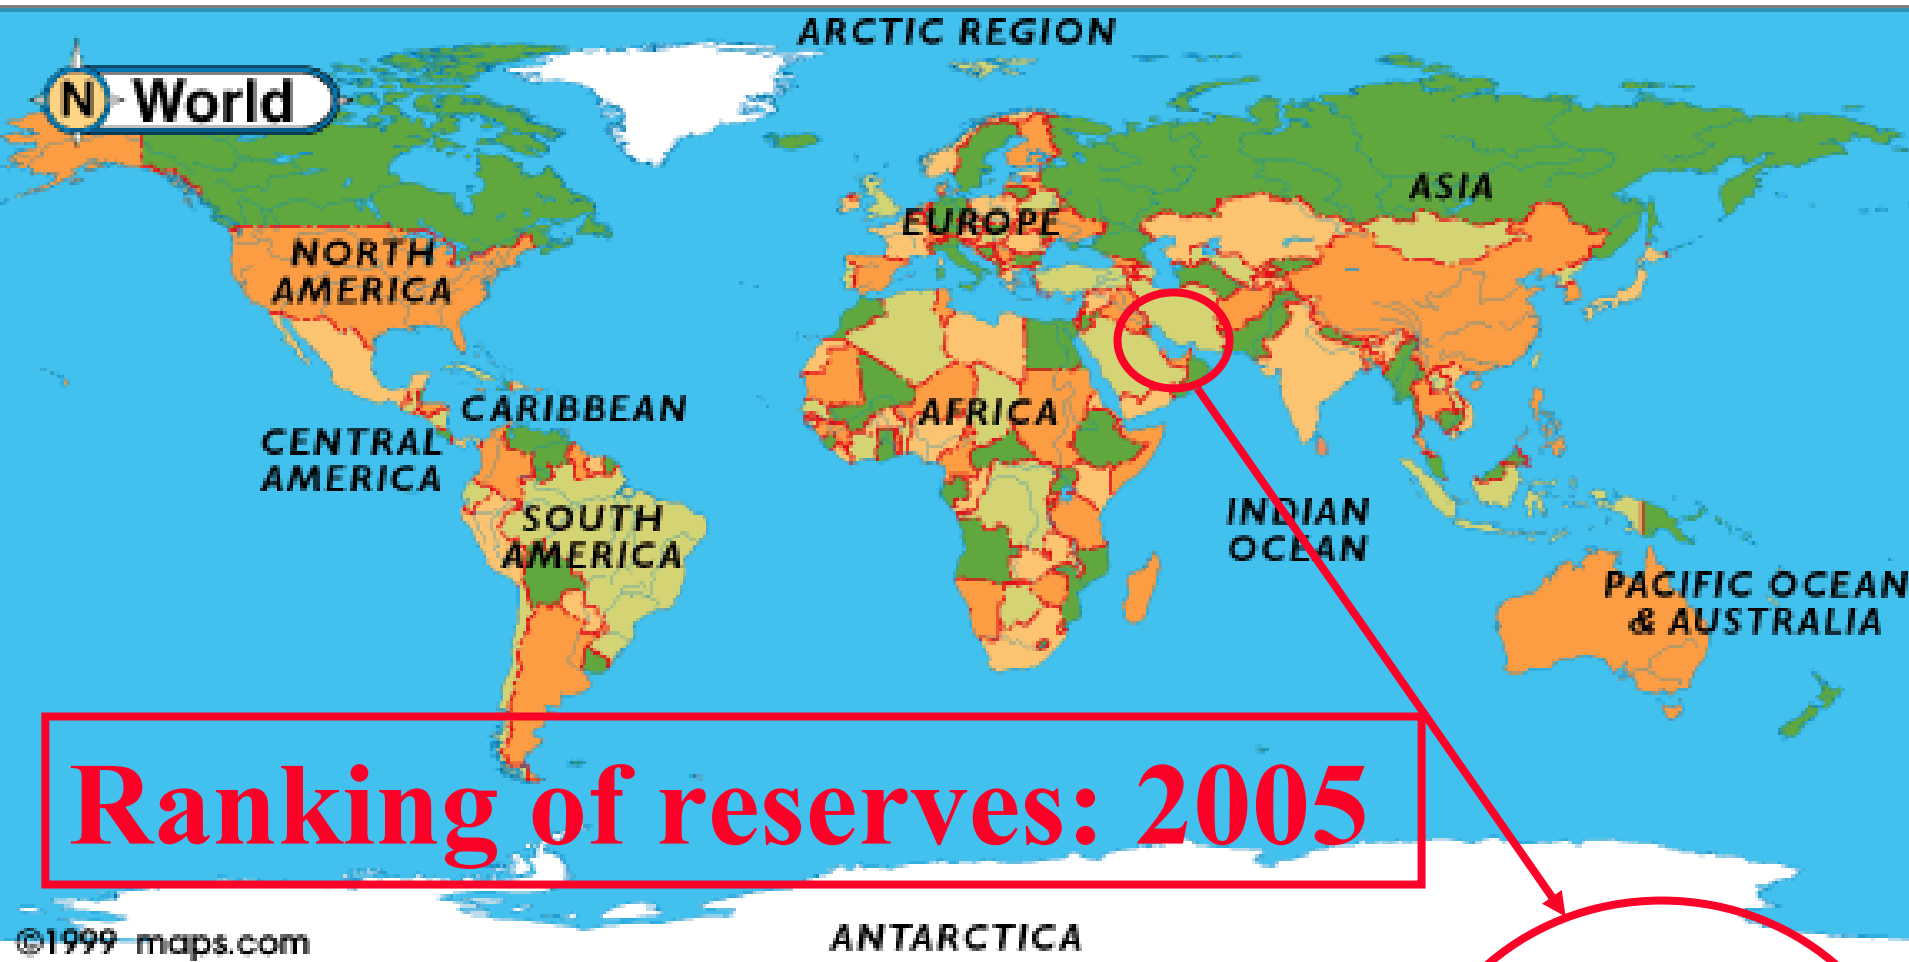 ARCTIC REGION
N World
ASIA
EUROPE
NORTH
AMERICA
CARIBBEAN
AFRICA
CENTRAL
AMERICA
SOUTH
AMERICA
INDIAN
OCEAN
PACIFIC OCEAN
& AUSTRALIA
Ranking of reserves: 2005
ANTARCTICA
©1999 maps.com